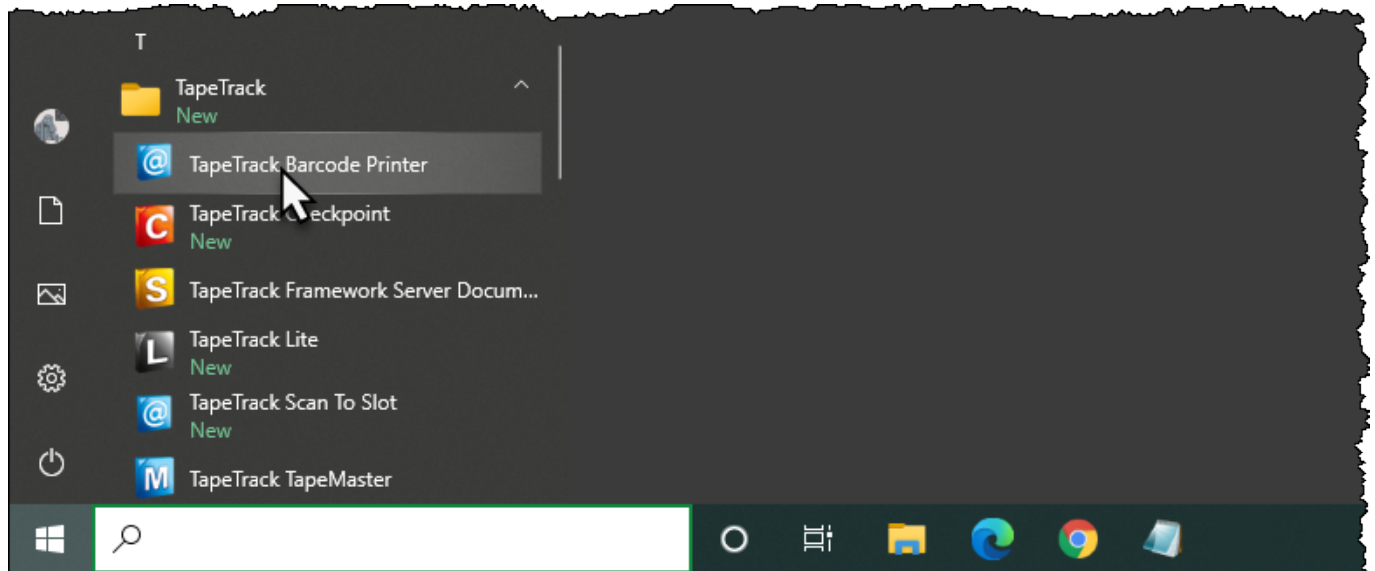 T
TapeTrack
New
TapeTrack Barcode Printer
TapeTrack
New
TapeTrack Framework Server Docum...
TapeTrack Lite
New
TapeTrack Scan To Slot
New
TapeTrack TapeMaster